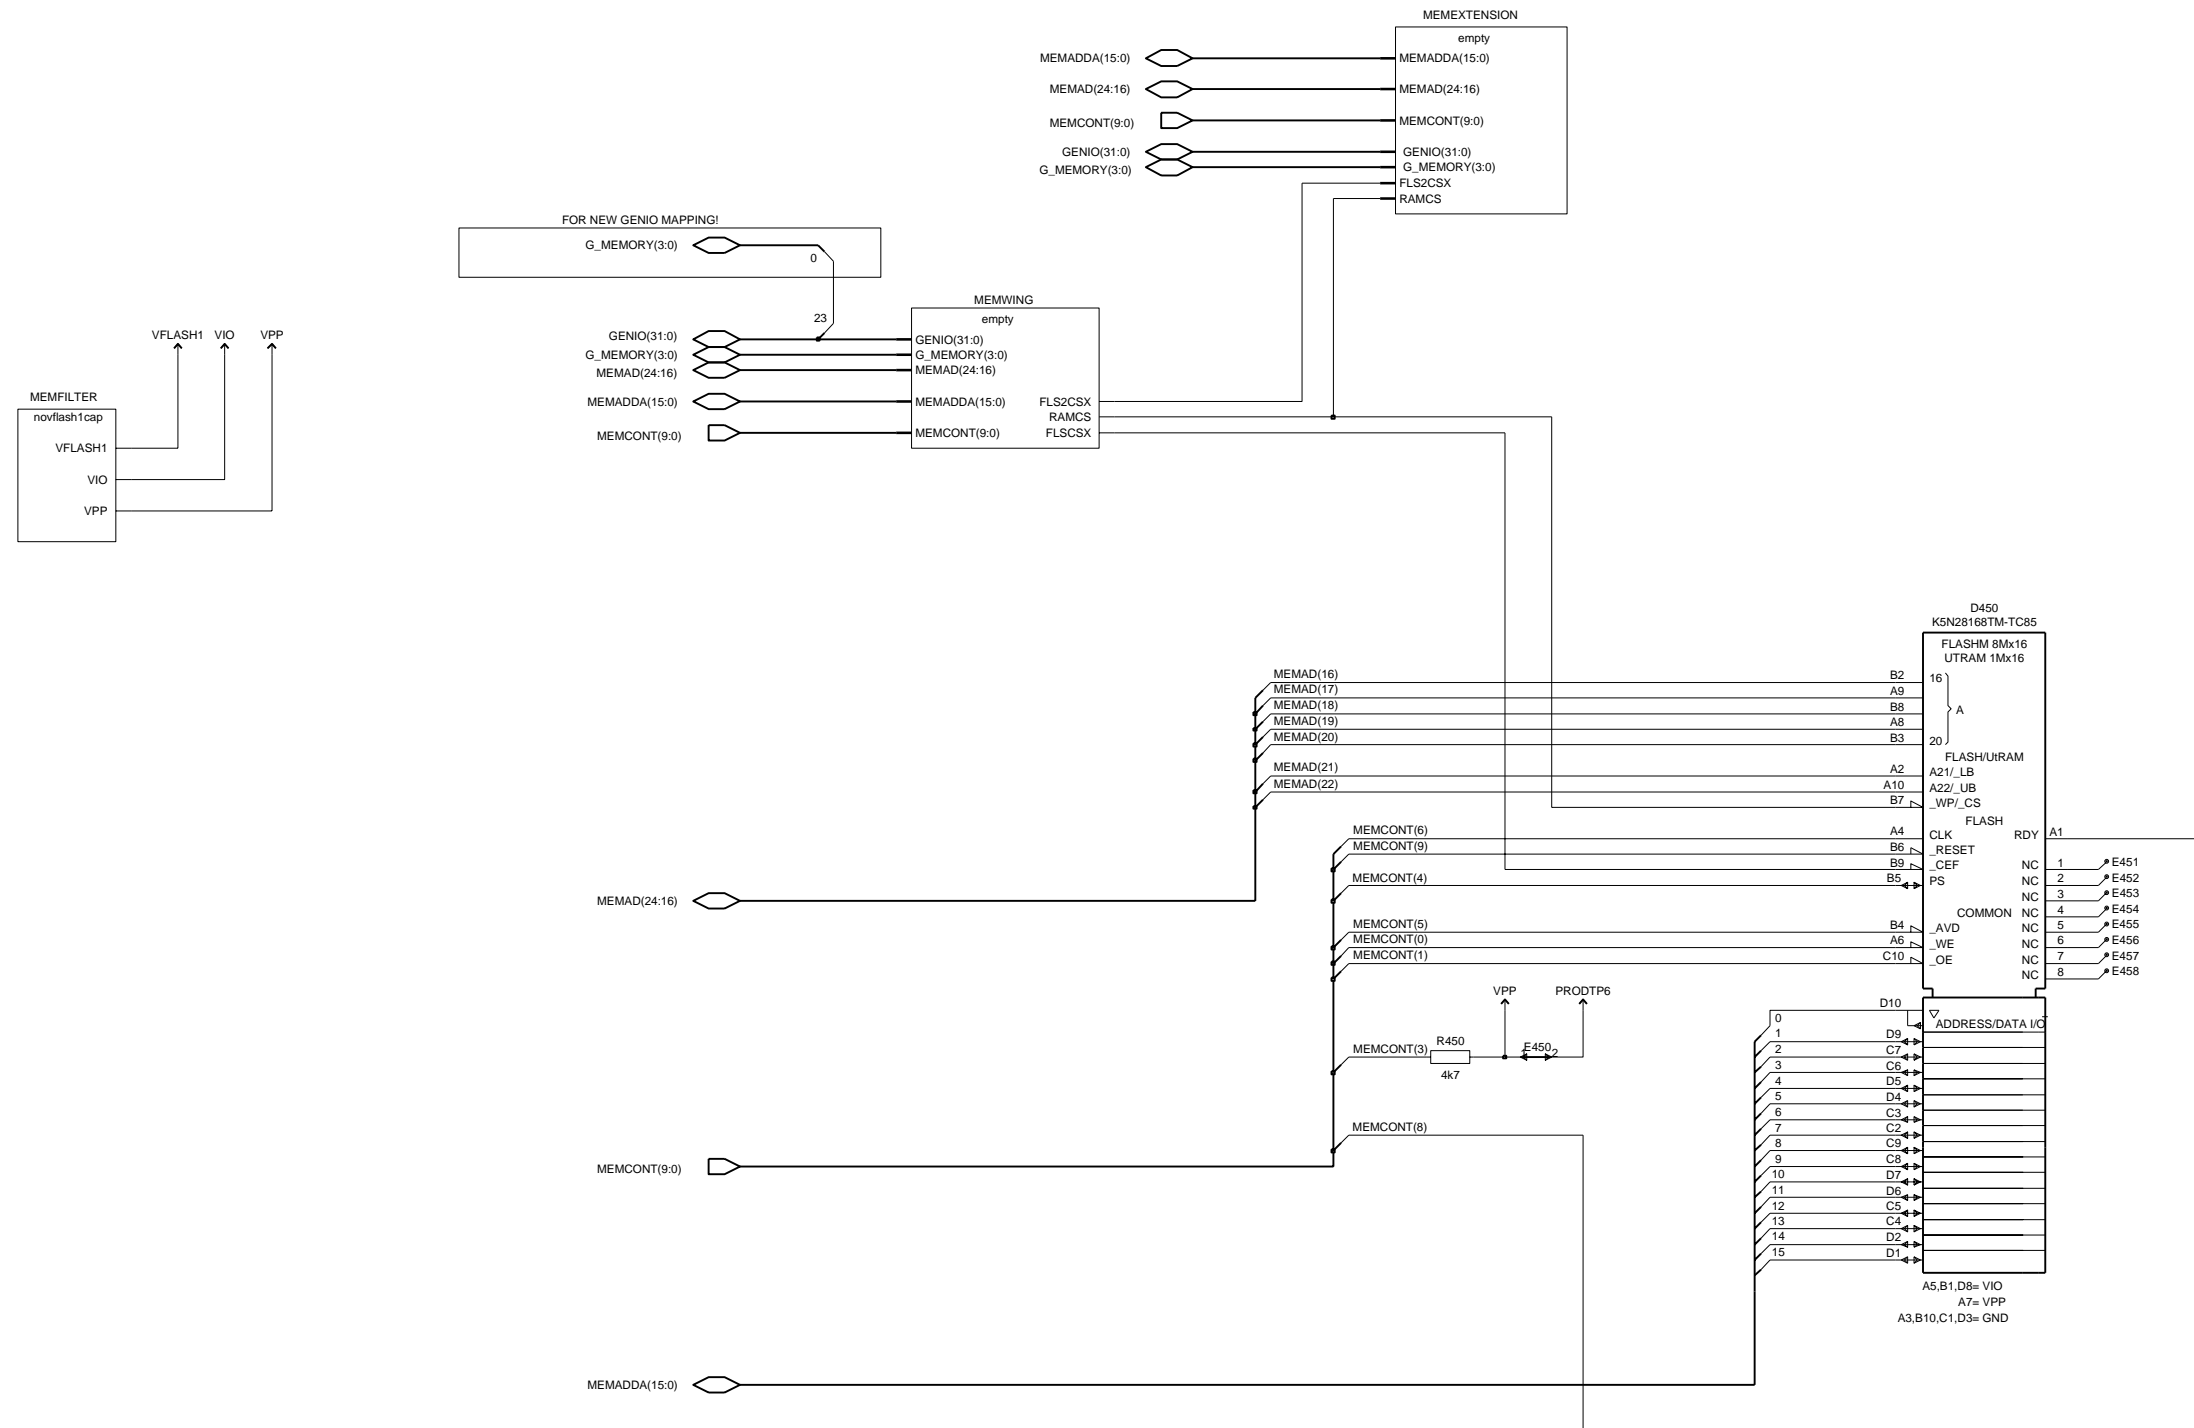 MEMEXTENSION
empty
MEMADDA(15:0) MEMADDA(15:0)
MEMAD(24:16) MEMAD(24:16)
MEMCONT(9:0) MEMCONT(9:0)
GENIO(31:0) GENIO(31:0)
G_MEMORY(3:0) G_MEMORY(3:0)
FLS2CSX
RAMCS
FOR NEW GENIO MAPPING!
G_MEMORY(3:0)
0
23
MEMWING
empty
GENIO(31:0) GENIO(31:0)
G_MEMORY(3:0) G_MEMORY(3:0)
MEMAD(24:16) MEMAD(24:16)
MEMADDA(15:0) MEMADDA(15:0) FLS2CSX
RAMCS
MEMCONT(9:0) MEMCONT(9:0) FLSCSX
VFLASH1 VIO VPP
MEMFILTER
novflash1cap
VFLASH1
VIO
VPP
D450
K5N28168TM-TC85
FLASHM 8Mx16
UTRAM 1Mx16
MEMAD(16) B2 16
MEMAD(17) A9
MEMAD(18) B8 A
MEMAD(19) A8
MEMAD(20) B3 20
FLASH/UtRAM
MEMAD(21) A2 A21/_LB
MEMAD(22) A10 A22/_UB
B7 _WP/_CS
FLASH
MEMCONT(6) A4 CLK RDY A1
MEMCONT(9) B6 _RESET
B9 _CEF NC 1 E451
MEMCONT(4) B5 PS NC 2 E452
NC 3 E453
COMMON NC 4 E454
MEMCONT(5) B4 _AVD NC 5 E455
MEMCONT(0) A6 _WE NC 6 E456
MEMCONT(1) C10 _OE NC 7 E457
NC 8 E458
MEMAD(24:16)
VPP PRODTP6
MEMCONT(3) R450 E450 1 2
4k7
MEMCONT(8)
MEMCONT(9:0)
0 D10 ADDRESS/DATA I/O
1 D9
2 C7
3 C6
4 D5
5 D4
6 C3
7 C2
8 C9
9 C8
10 D7
11 D6
12 C5
13 C4
14 D2
15 D1
A5,B1,D8= VIO
A7= VPP
A3,B10,C1,D3= GND
MEMADDA(15:0)